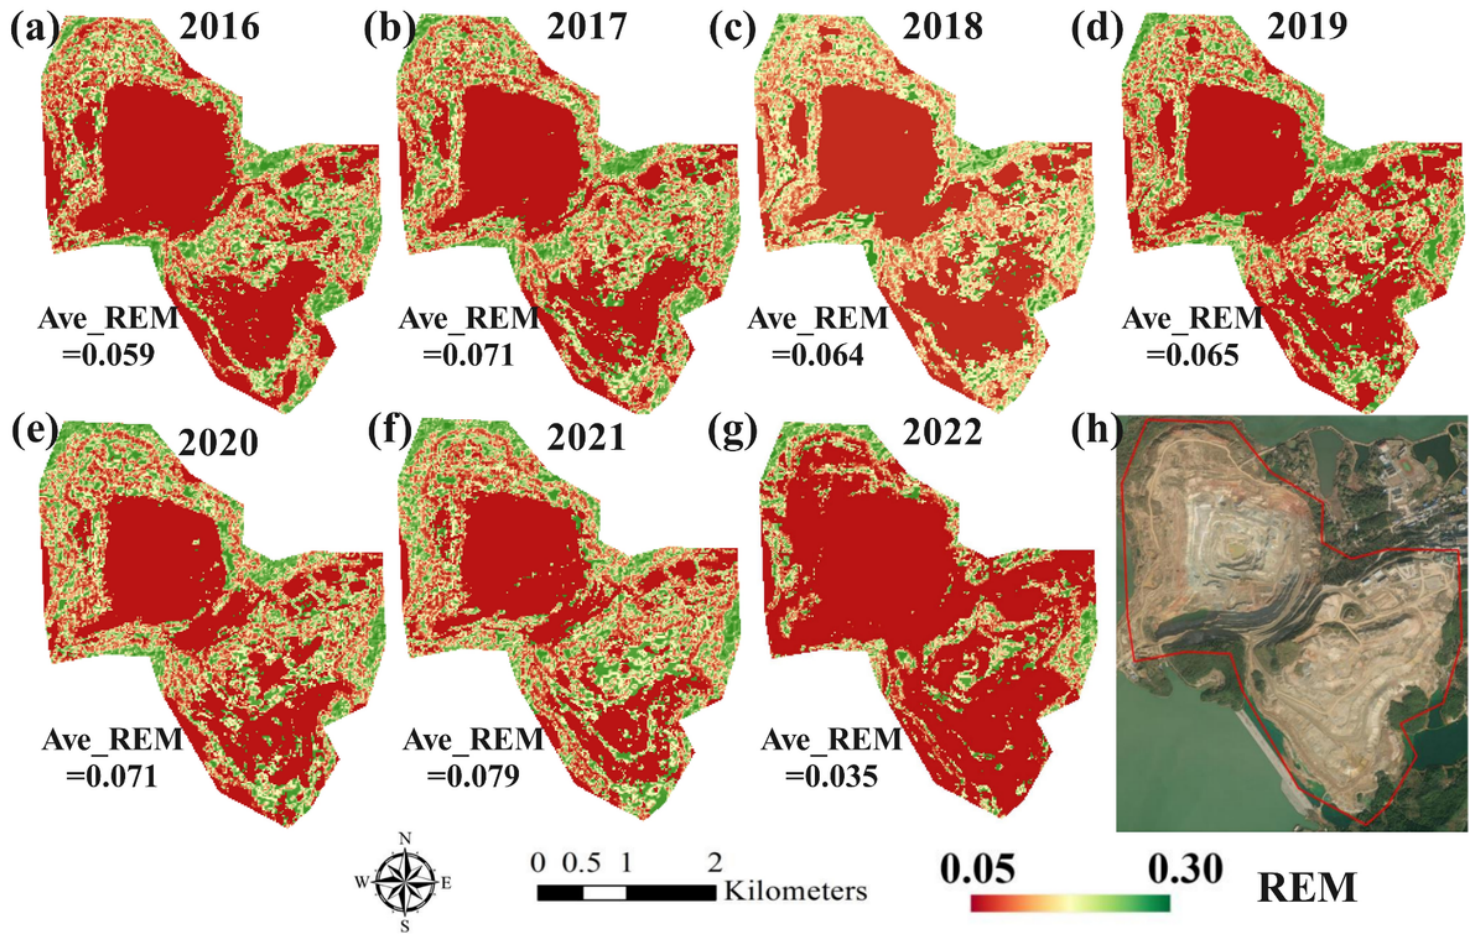 (a) 2016
(b) 2017
(c) 2018
(d) 2019
Ave_REM
=0.059
Ave_REM
=0.071
Ave_REM
=0.064
Ave_REM
=0.065
(e) 2020
(f) 2021
(g) 2022
(h)
Ave_REM
=0.071
Ave_REM
=0.079
Ave_REM
=0.035
N
W E
S
0 0.5 1 2
Kilometers
0.05 0.30
REM